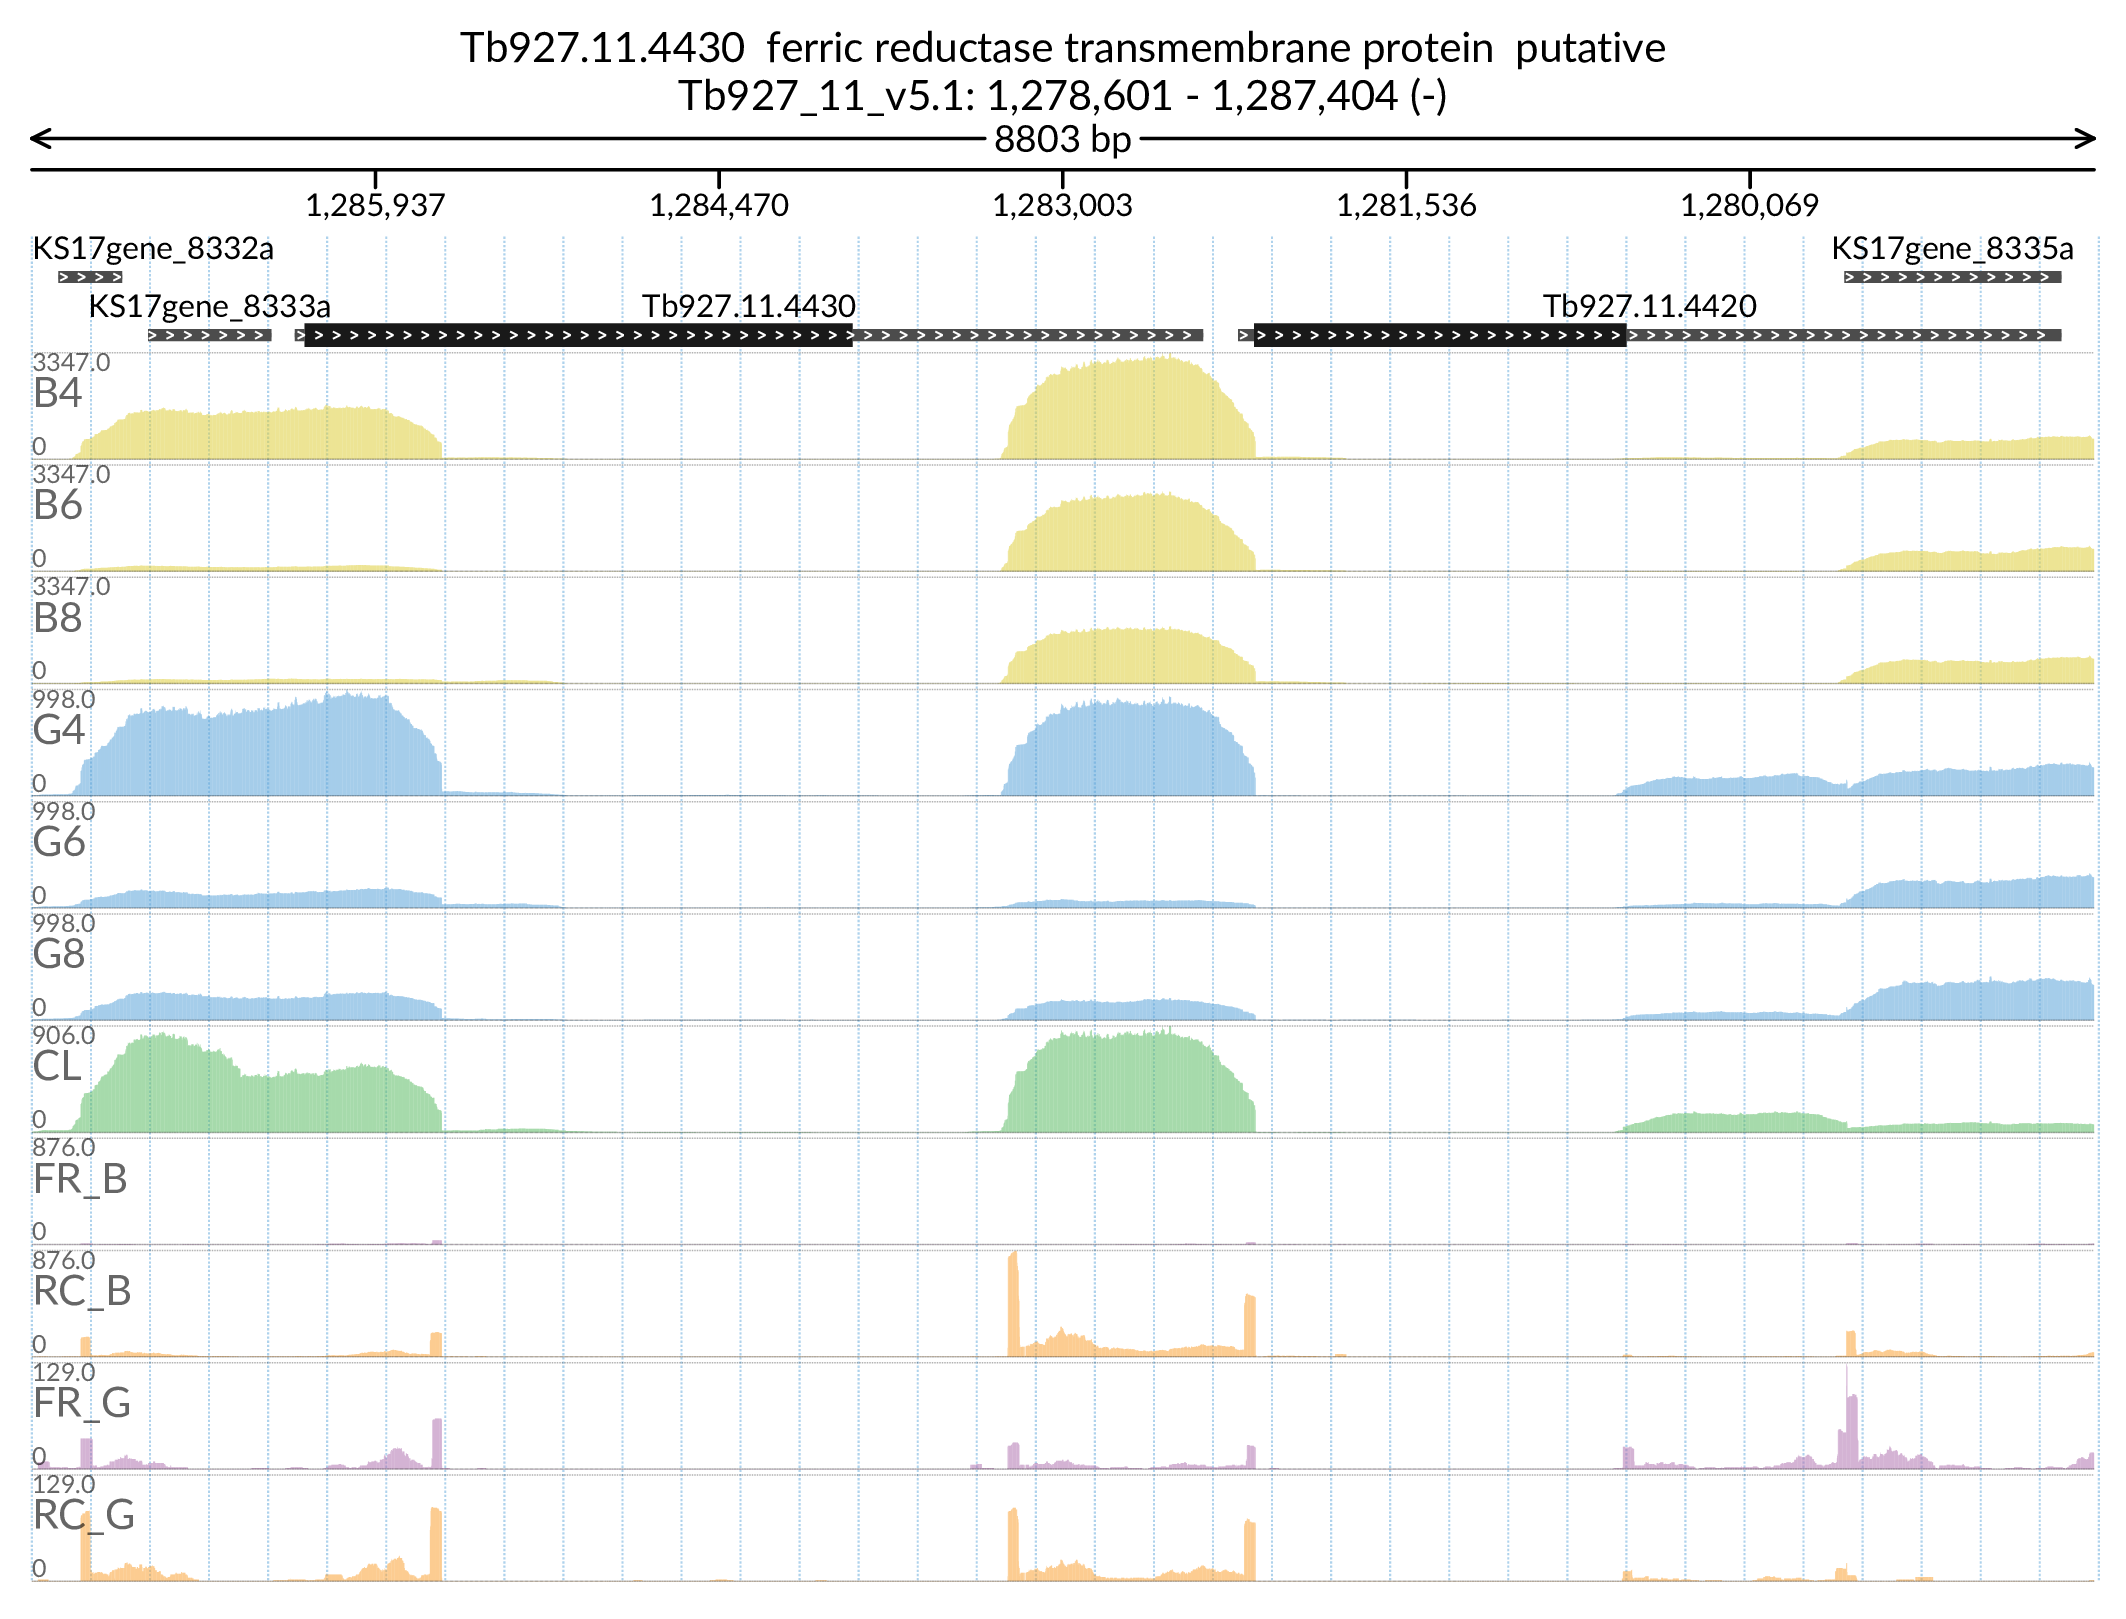 Tb927.11.4430  ferric reductase transmembrane protein  putative
Tb927_11_v5.1: 1,278,601 - 1,287,404 (-)
8803 bp
1,285,937 1,284,470 1,283,003 1,281,536 1,280,069
KS17gene_8332a KS17gene_8335a
KS17gene_8333a Tb927.11.4430 Tb927.11.4420
3347.0
B4
0
3347.0
B6
0
3347.0
B8
0
998.0
G4
0
998.0
G6
0
998.0
G8
0
906.0
CL
0
876.0
FR_B
0
876.0
RC_B
0
129.0
FR_G
0
129.0
RC_G
0